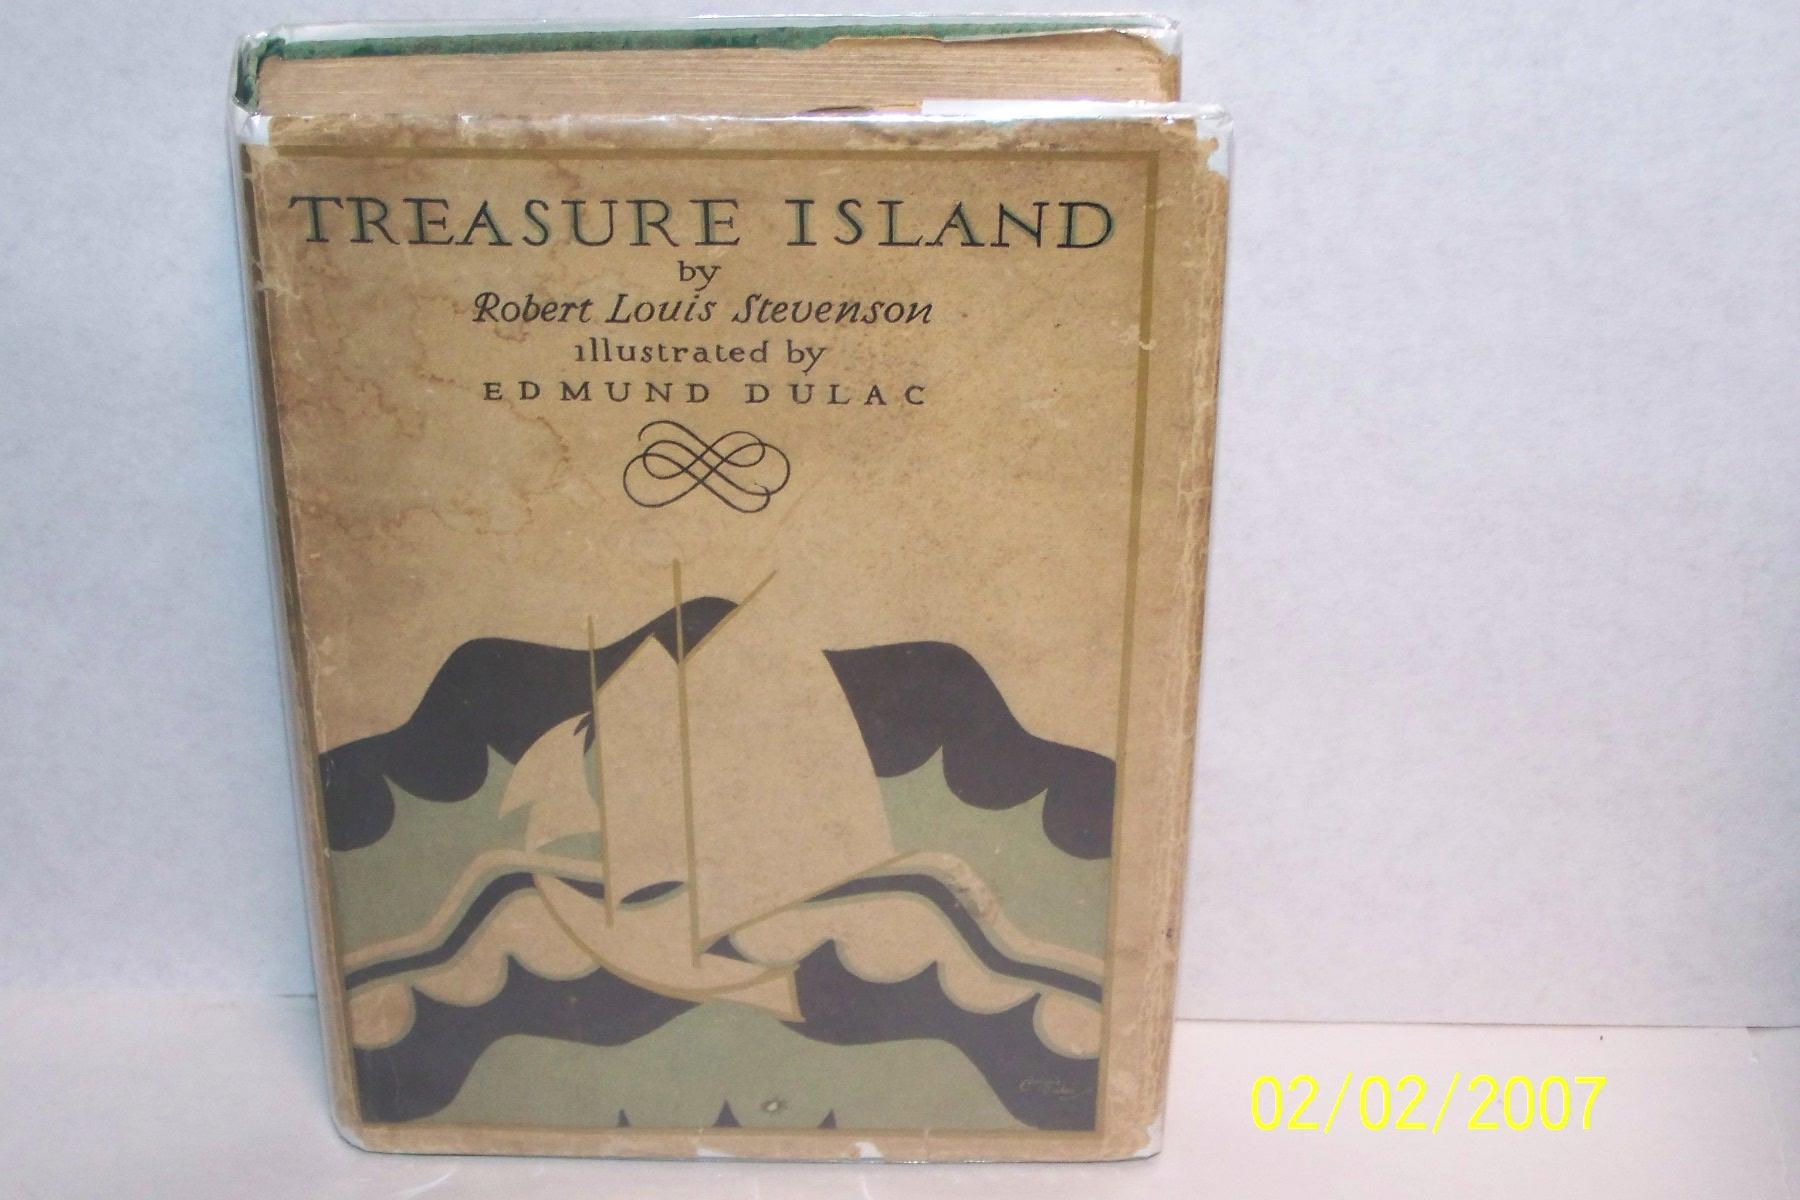 TREASURE ISLAND
by
Robert Louis Stevenson
illustrated by
EDMUND DULAC
02/02/2007